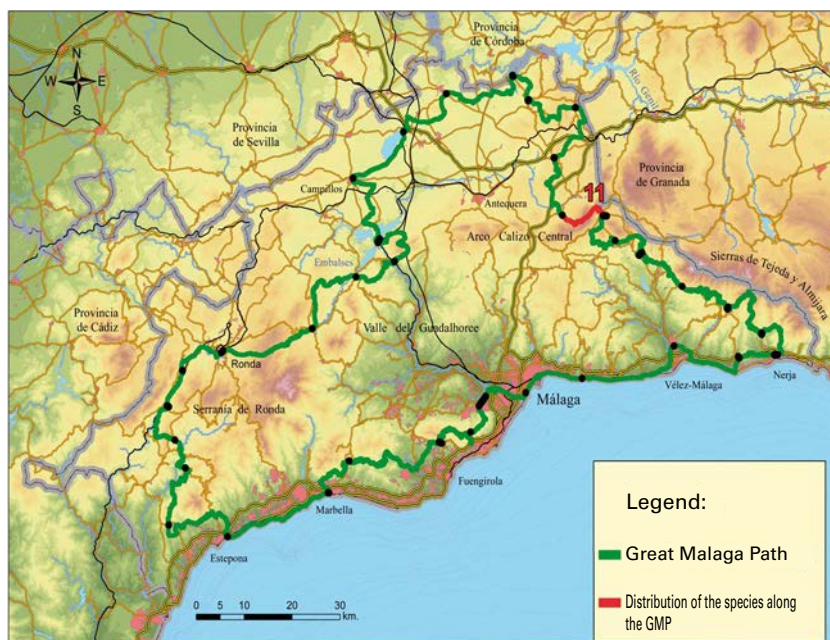 Provincia
de Córdoba
N
W E
S
Río Genil
Provincia
de Sevilla
Provincia
de Granada
Campillos
11
Antequera
Arco Calizo Central
Embalses
Sierras de Tejeda y Almijara
Provincia
de Cádiz
Valle del Guadalhorce
Ronda
Vélez-Málaga
Nerja
Málaga
Serranía de Ronda
Fuengirola
Marbella
Estepona
0 5 10 20 30
km.
Legend:
Great Malaga Path
Distribution of the species along
the GMP